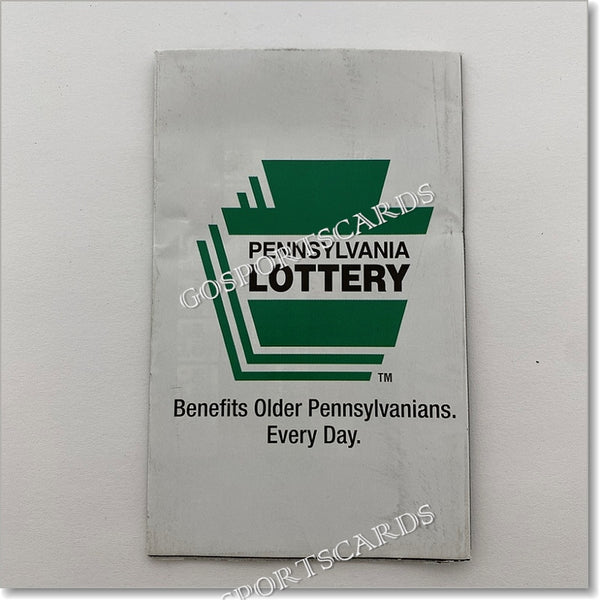 PENNSYLVANIA
LOTTERY
TM
Benefits Older Pennsylvanians.
Every Day.
GOSPORTSCARDS
GOSPORTSCARDS